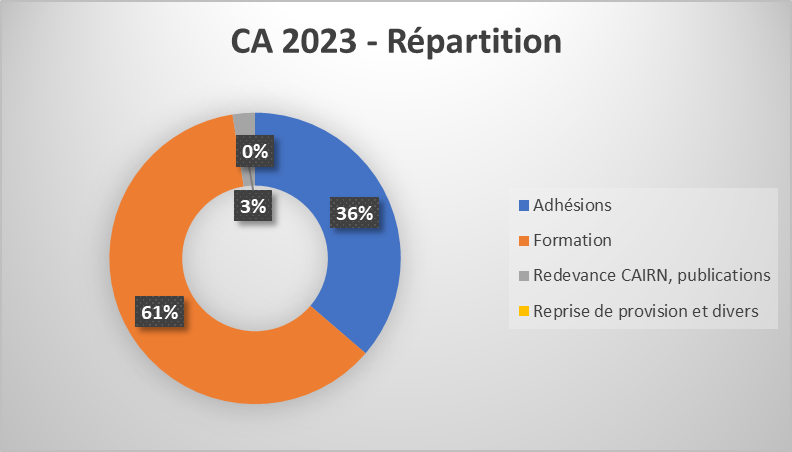 CA 2023 - Répartition
0%
3%
36%
61%
Adhésions
Formation
Redevance CAIRN, publications
Reprise de provision et divers